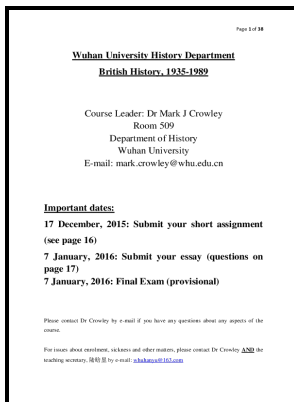 Page 1 of 38
Wuhan University History Department
British History, 1935-1989
Course Leader: Dr Mark J Crowley
Room 509
Department of History
Wuhan University
E-mail: mark.crowley@whu.edu.cn
Important dates:
17 December, 2015: Submit your short assignment
(see page 16)
7 January, 2016: Submit your essay (questions on
page 17)
7 January, 2016: Final Exam (provisional)
Please contact Dr Crowley by e-mail if you have any questions about any aspects of the
course.
For issues about enrolment, sickness and other matters, please contact Dr Crowley AND the
teaching secretary, by e-mail: whuhanyu@163.com